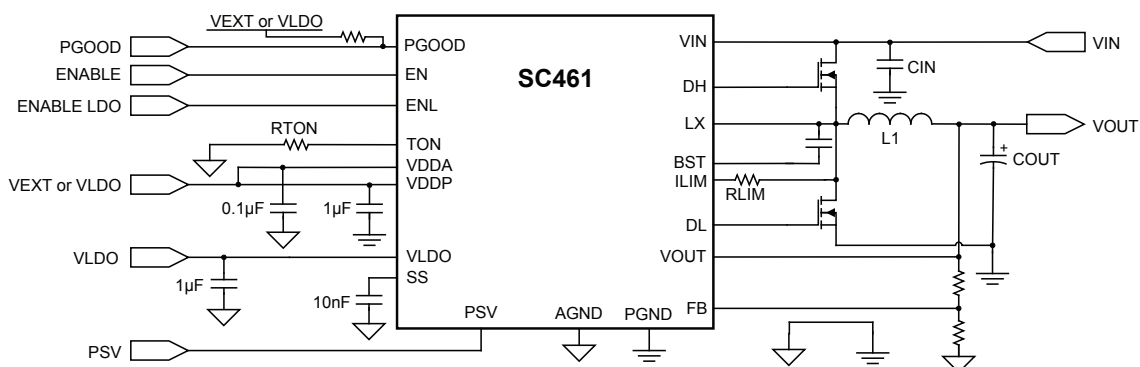 VEXT or VLDO
PGOOD
ENABLE
ENABLE LDO
RTON
VEXT or VLDO
0.1µF
1µF
VLDO
1µF
10nF
PSV
SC461
PGOOD
EN
ENL
TON
VDDA
VDDP
VLDO
SS
PSV
AGND
PGND
VIN
DH
LX
BST
ILIM
DL
VOUT
FB
RLIM
CIN
VIN
L1
VOUT
+
COUT